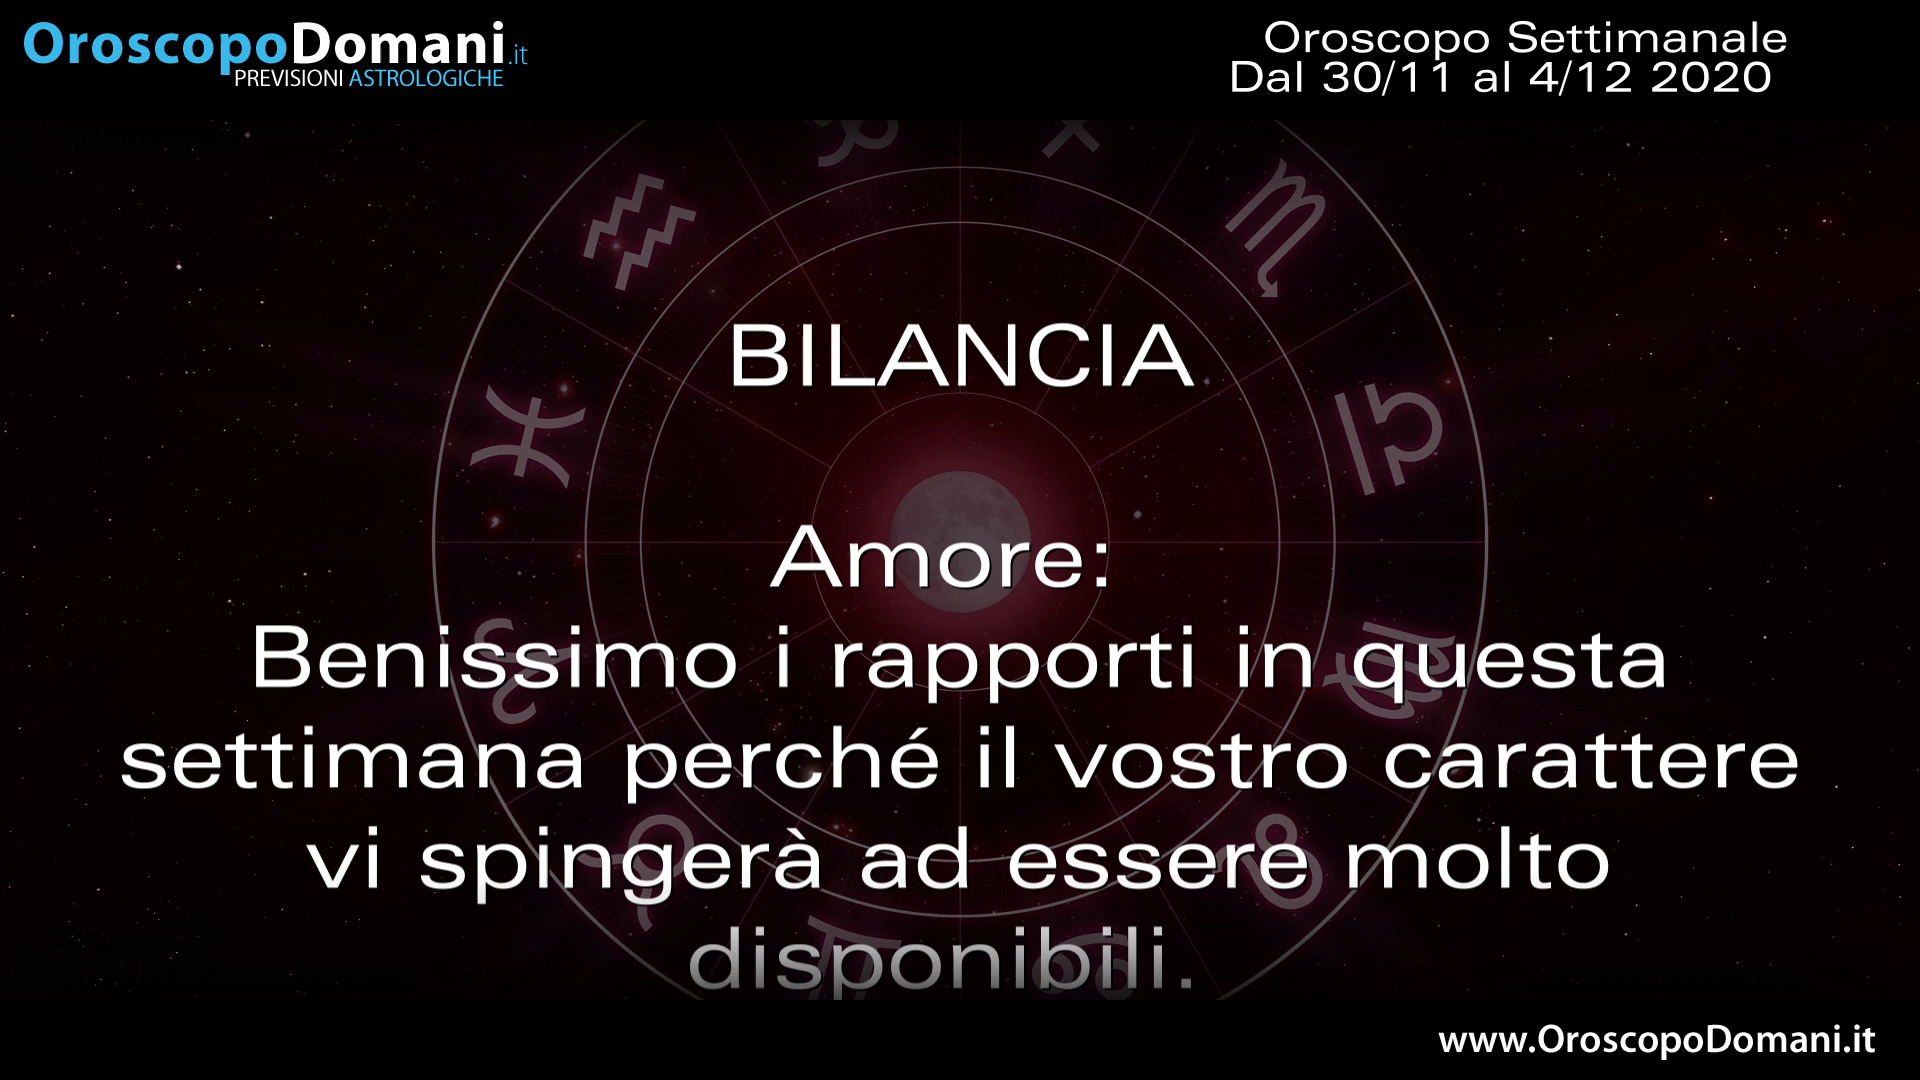 OroscopoDomani.it
PREVISIONI ASTROLOGICHE
Oroscopo Settimanale
Dal 30/11 al 4/12 2020
BILANCIA
Amore:
Benissimo i rapporti in questa
settimana perché il vostro carattere
vi spingerà ad essere molto
disponibili.
www.OroscopoDomani.it